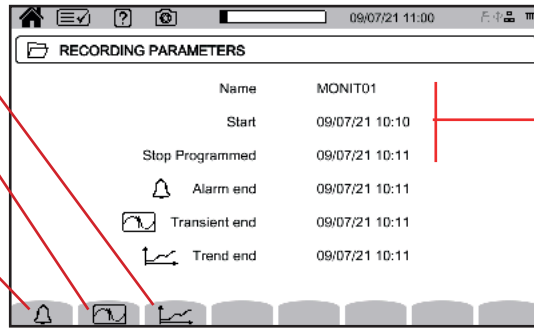 ? 09/07/21 11:00
RECORDING PARAMETERS
Name MONIT01
Start 09/07/21 10:10
Stop Programmed 09/07/21 10:11
Alarm end 09/07/21 10:11
Transient end 09/07/21 10:11
Trend end 09/07/21 10:11